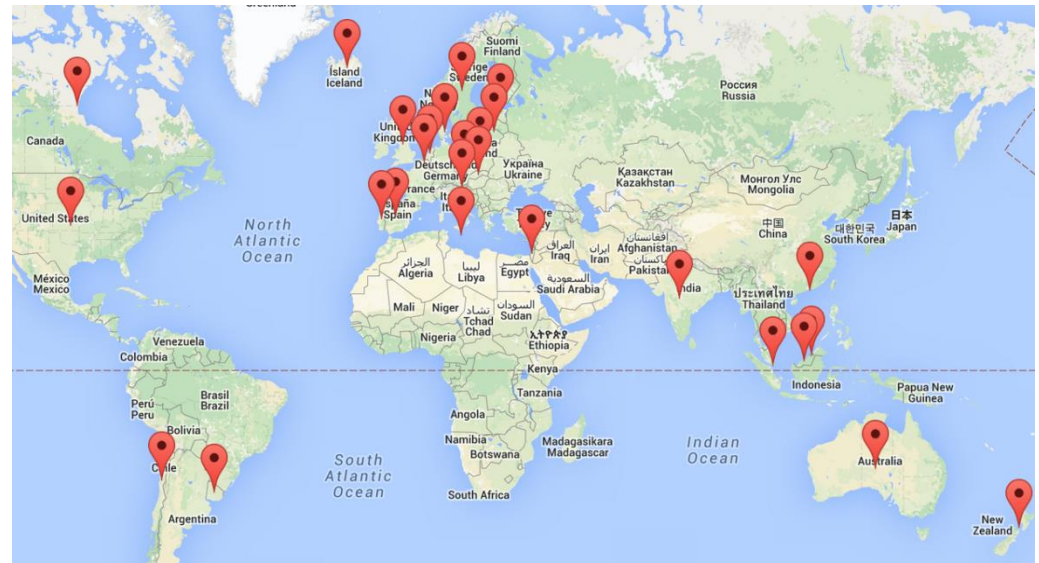 Suomi
Finland
Ísland
Iceland
Sweden
Россия
Russia
Canada
United
Kingdom
Germany
Україна
Ukraine
Қазақстан
Kazakhstan
Монгол Улс
Mongolia
France
Spain
United States
North
Atlantic
Ocean
中国
China
대한민국
South Korea
日本
Japan
افغانستان
Afghanistan
پاکستان
Pakistan
ایران
Iran
العراق
Iraq
الجزائر
Algeria
ليبيا
Libya
مصر
Egypt
السعودية
Saudi Arabia
México
Mexico
ประเทศไทย
Thailand
Mali
Niger
تشاد
Tchad
Chad
السودان
Sudan
Nigeria
ኢትዮጵያ
Ethiopia
Venezuela
Colombia
Kenya
Tanzania
Indonesia
Papua New
Guinea
Perú
Peru
Brasil
Brazil
Bolivia
Angola
Namibia
Botswana
Madagasikara
Madagascar
Indian
Ocean
Australia
South
Atlantic
Ocean
South Africa
Argentina
New
Zealand